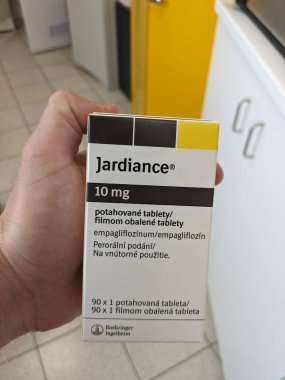 Jardiance®
10 mg
potahované tablety/
filmom obalené tablety
empagliflozinum/empagliflozín
Perorální podání/
Na vnútorné použitie.
90 x 1 potahovaná tableta/
90 x 1 filmom obalená tableta
Boehringer
Ingelheim